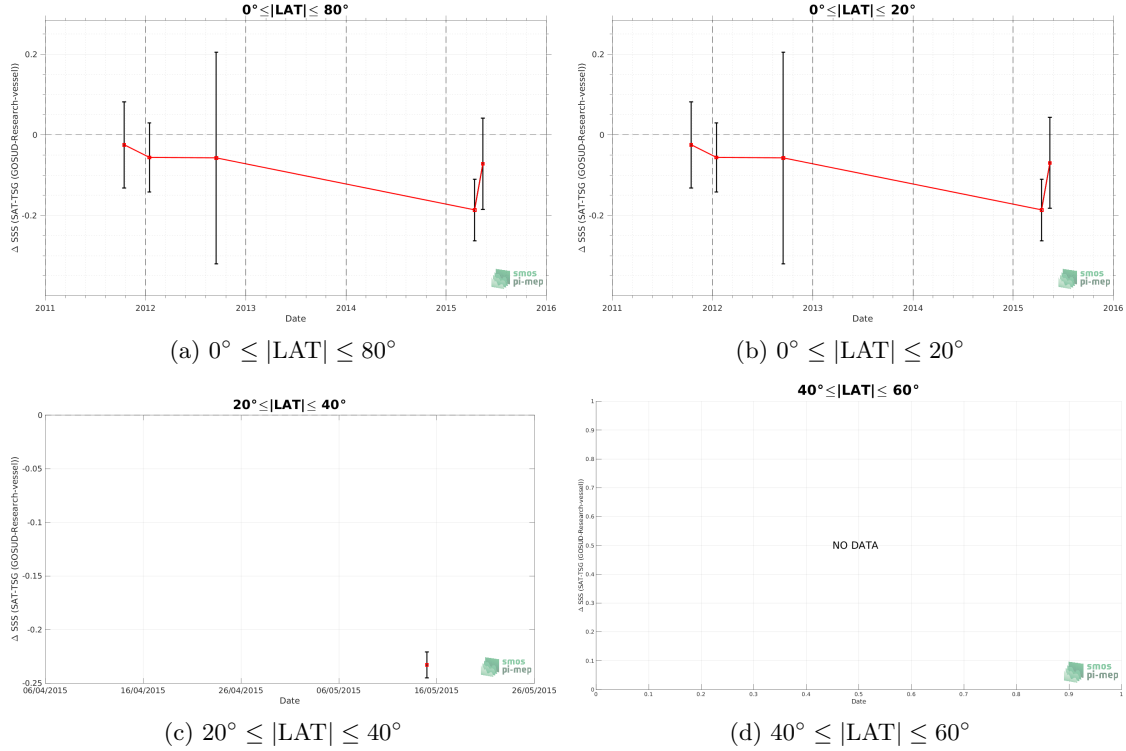 0°≤|LAT|≤ 80°
Δ SSS (SAT-TSG (GOSUD-Research-vessel))
0.2
0
-0.2
2011 2012 2013 2014 2015 2016
Date
smos
pi-mep
(a) 0° ≤ |LAT| ≤ 80°
0°≤|LAT|≤ 20°
Δ SSS (SAT-TSG (GOSUD-Research-vessel))
0.2
0
-0.2
2011 2012 2013 2014 2015 2016
Date
smos
pi-mep
(b) 0° ≤ |LAT| ≤ 20°
20°≤|LAT|≤ 40°
Δ SSS (SAT-TSG (GOSUD-Research-vessel))
0
-0.05
-0.1
-0.15
-0.2
-0.25
06/04/2015 16/04/2015 26/04/2015 06/05/2015 16/05/2015 26/05/2015
Date
smos
pi-mep
(c) 20° ≤ |LAT| ≤ 40°
40°≤|LAT|≤ 60°
Δ SSS (SAT-TSG (GOSUD-Research-vessel))
1
0.9
0.8
0.7
0.6
0.5
0.4
0.3
0.2
0.1
0
NO DATA
0 0.1 0.2 0.3 0.4 0.5 0.6 0.7 0.8 0.9 1
Date
smos
pi-mep
(d) 40° ≤ |LAT| ≤ 60°